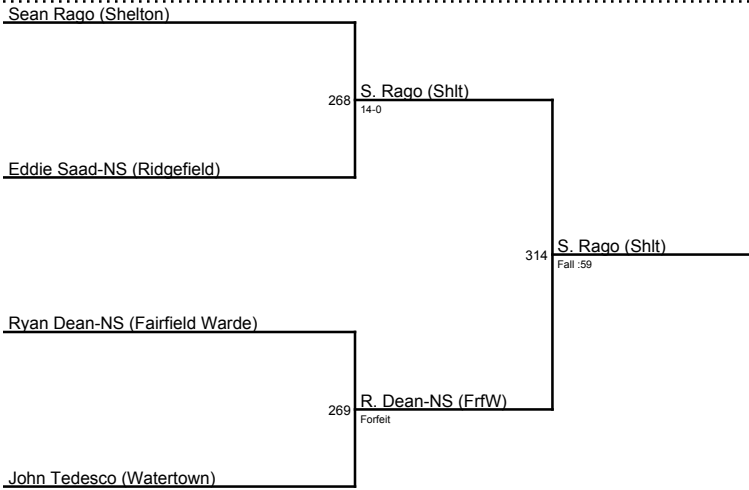 Sean Rago (Shelton)
268
S. Rago (Shlt)
14-0
Eddie Saad-NS (Ridgefield)
314
S. Rago (Shlt)
Fall :59
Ryan Dean-NS (Fairfield Warde)
269
R. Dean-NS (FrfW)
Forfeit
John Tedesco (Watertown)